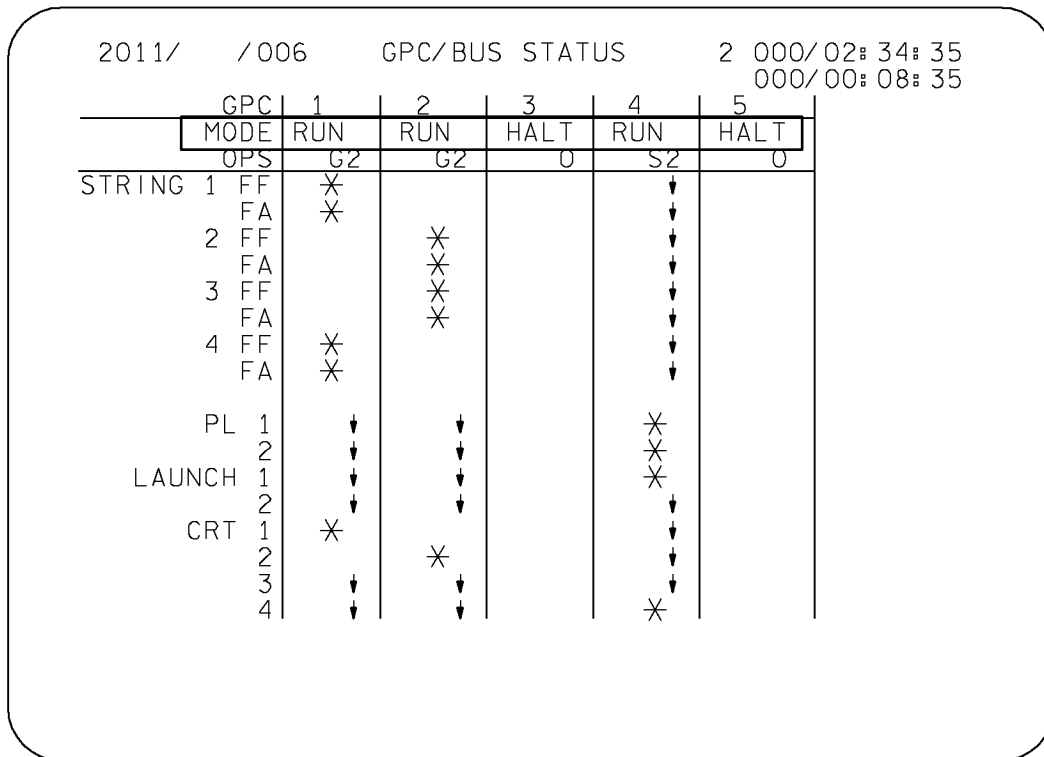 2011/ /006 GPC/BUS STATUS 2 000/02:34:35
000/00:08:35
GPC 1 2 3 4 5
MODE RUN RUN HALT RUN HALT
OPS G2 G2 0 S2 0
STRING 1 FF * ↓
FA * ↓
2 FF * ↓
FA * ↓
3 FF * ↓
FA * ↓
4 FF * ↓
FA * ↓
PL 1 ↓ ↓ *
2 ↓ ↓ *
LAUNCH 1 ↓ ↓ *
2 ↓ ↓ ↓
CRT 1 * ↓
2 * ↓
3 ↓ ↓ ↓
4 ↓ ↓ *